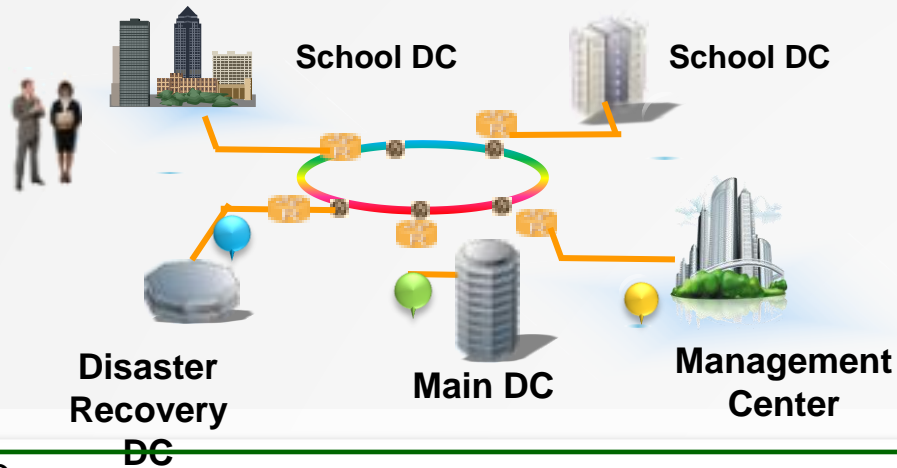 School DC
School DC
Disaster
Recovery
DC
Main DC
Management
Center